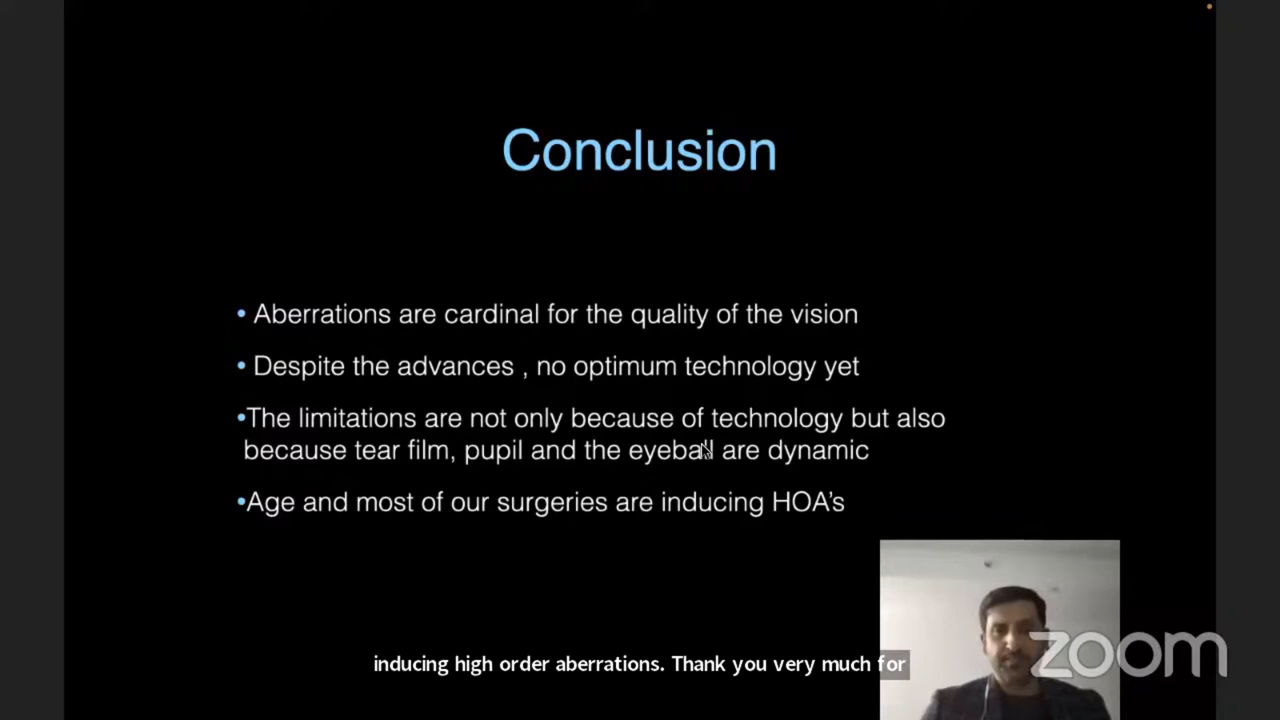 Conclusion
• Aberrations are cardinal for the quality of the vision
• Despite the advances , no optimum technology yet
•The limitations are not only because of technology but also
because tear film, pupil and the eyeball are dynamic
•Age and most of our surgeries are inducing HOA’s
inducing high order aberrations. Thank you very much for
zoom